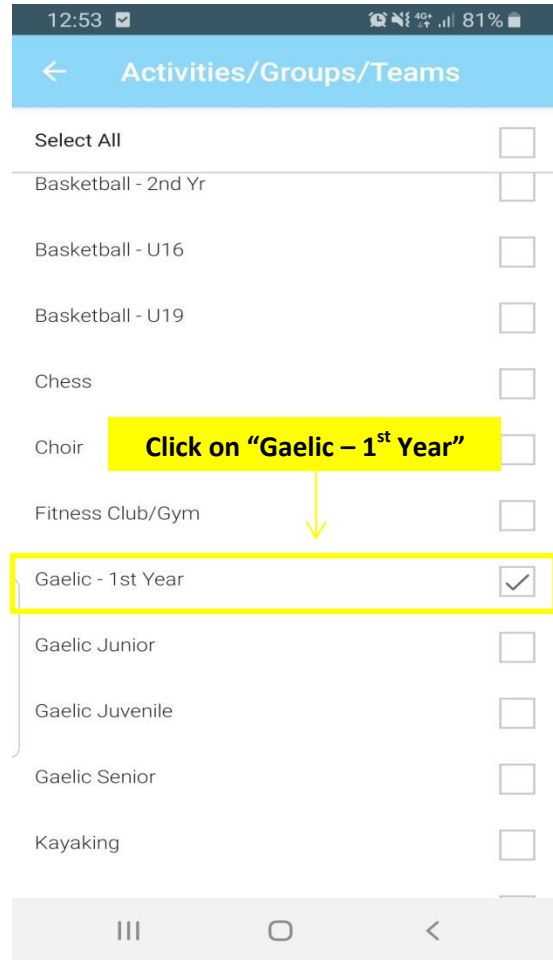 12:53 4G+ 81%
Activities/Groups/Teams
Select All
Basketball - 2nd Yr
Basketball - U16
Basketball - U19
Chess
Choir
Click on “Gaelic – 1st Year”
Fitness Club/Gym
Gaelic - 1st Year
Gaelic Junior
Gaelic Juvenile
Gaelic Senior
Kayaking